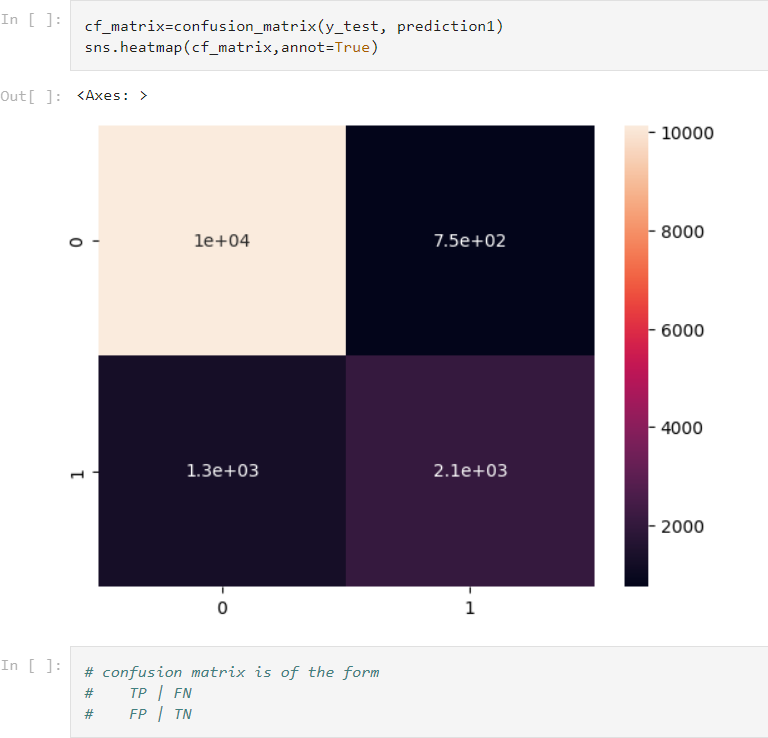 In [ ]:
cf_matrix=confusion_matrix(y_test, prediction1)
sns.heatmap(cf_matrix,annot=True)
Out[ ]: <Axes: >
10000
8000
6000
4000
2000
0
1e+04 7.5e+02
1
1.3e+03 2.1e+03
0 1
In [ ]:
# confusion matrix is of the form
#    TP | FN
#    FP | TN